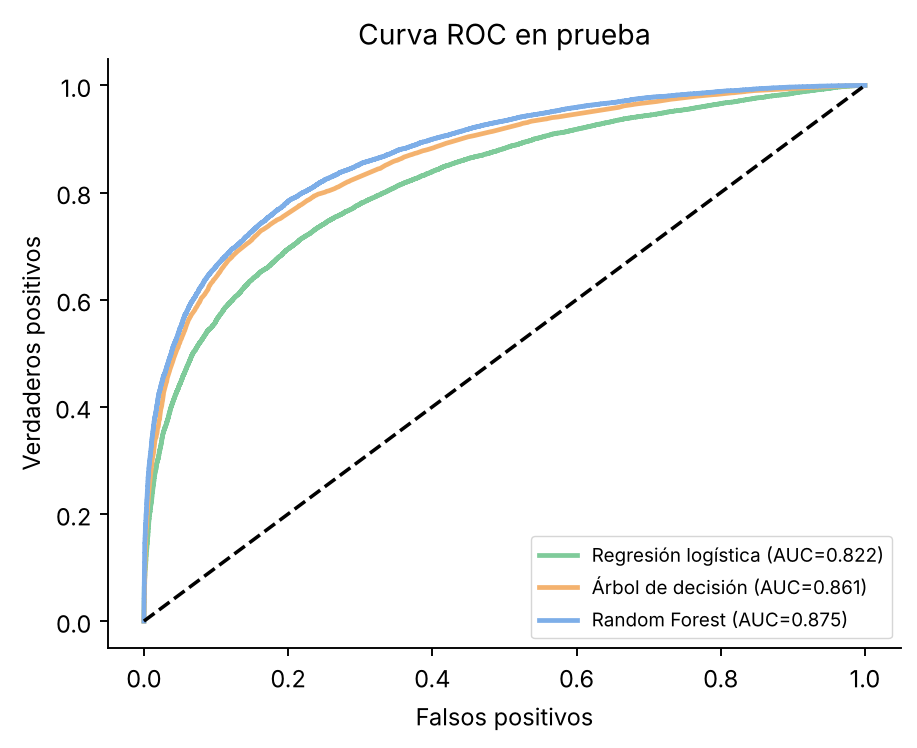 Curva ROC en prueba
Verdaderos positivos
1.0
0.8
0.6
0.4
0.2
0.0
Regresión logística (AUC=0.822)
Árbol de decisión (AUC=0.861)
Random Forest (AUC=0.875)
0.0 0.2 0.4 0.6 0.8 1.0
Falsos positivos